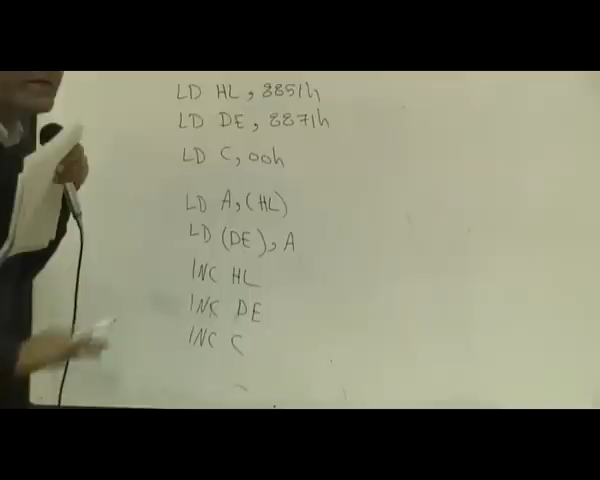 LD HL, 8851h
LD DE, 8871h
LD C, 00h
LD A, (HL)
LD (DE), A
INC HL
INC DE
INC C